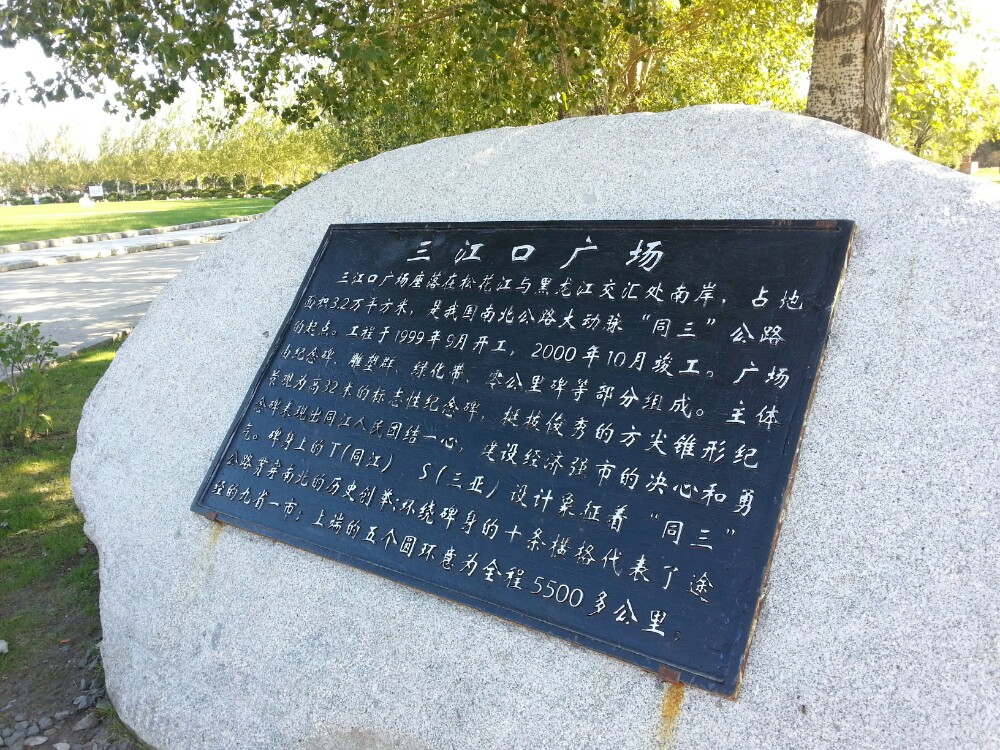 三江口广场
三江口广场座落在松花江与黑龙江交汇处南岸，占地
面积3.2万平方米，是我国南北公路大动脉“同三”公路
的起点。工程于1999年9月开工，2000年10月竣工。广场
由纪念碑、雕塑群、绿化带、零公里碑等部分组成。主体
景观为高32米的标志性纪念碑，挺拔俊秀的方尖锥形纪
念碑表现出同江人民团结一心，建设经济强市的决心和勇
气。碑身上的T(同江) S(三亚)设计象征着“同三”
公路贯穿南北的历史创举；环绕碑身的十条横格代表了途
经的九省一市；上端的五个圆环意为全程5500多公里。